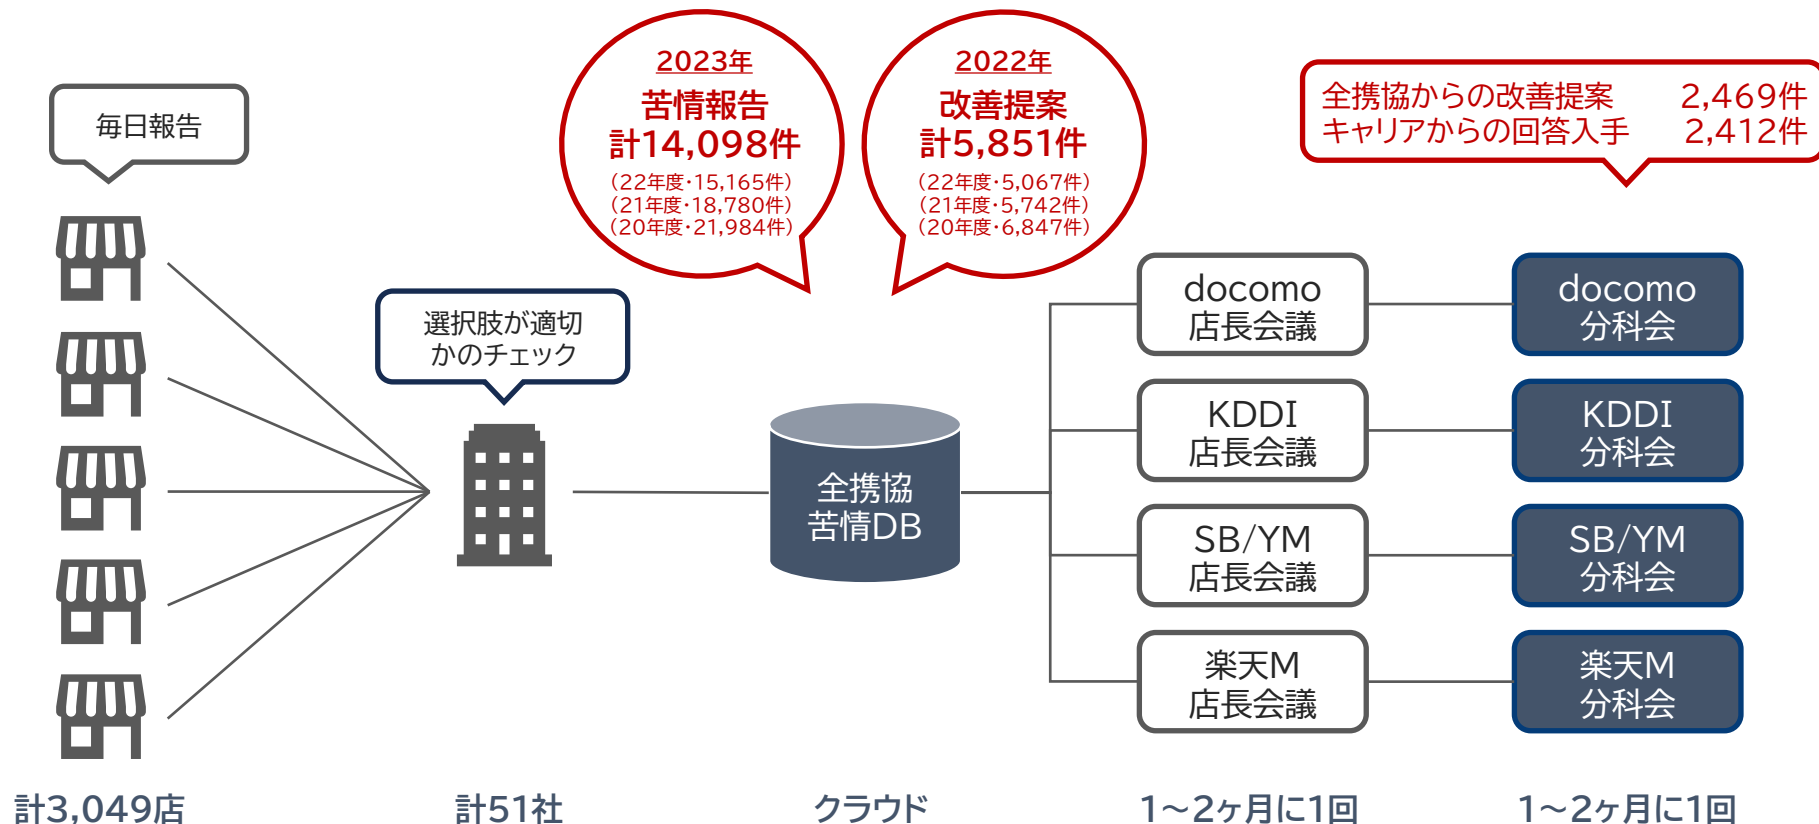 毎日報告
選択肢が適切
かのチェック
2023年
苦情報告
計14,098件
（22年度・15,165件）
（21年度・18,780件）
（20年度・21,984件）
2022年
改善提案
計5,851件
（22年度・5,067件）
（21年度・5,742件）
（20年度・6,847件）
全携協からの改善提案 2,469件
キャリアからの回答入手 2,412件
全携協
苦情DB
docomo
店長会議
docomo
分科会
KDDI
店長会議
KDDI
分科会
SB/YM
店長会議
SB/YM
分科会
楽天M
店長会議
楽天M
分科会
計3,049店
計51社
クラウド
1～2ヶ月に1回
1～2ヶ月に1回